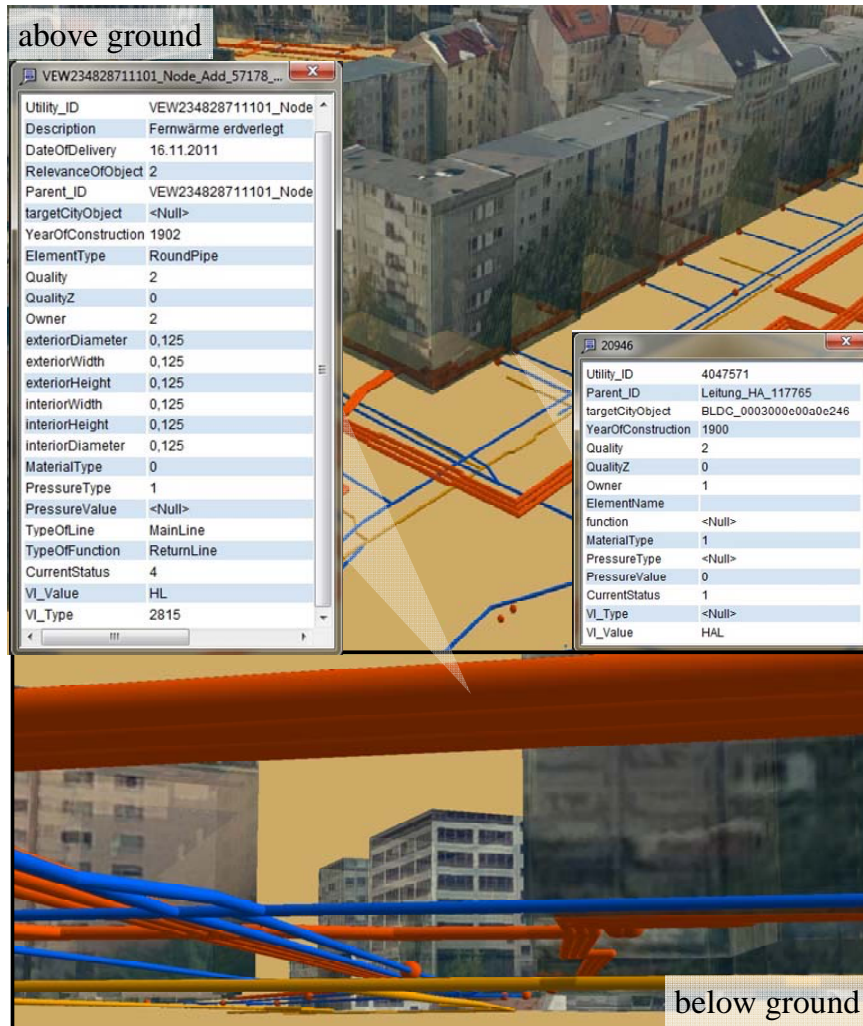 above ground
VEW234828711101_Node_Add_57178_...
Utility_ID VEW234828711101_Node
Description Fernwärme erdverlegt
DateOfDelivery 16.11.2011
RelevanceOfObject 2
Parent_ID VEW234828711101_Node
targetCityObject <Null>
YearOfConstruction 1902
ElementType RoundPipe
Quality 2
QualityZ 0
Owner 2
exteriorDiameter 0,125
exteriorWidth 0,125
exteriorHeight 0,125
interiorWidth 0,125
interiorHeight 0,125
interiorDiameter 0,125
MaterialType 0
PressureType 1
PressureValue <Null>
TypeOfLine MainLine
TypeOfFunction ReturnLine
CurrentStatus 4
VI_Value HL
VI_Type 2815
20946
Utility_ID 4047571
Parent_ID Leitung_HA_117765
targetCityObject BLDC_0003000e00a0e246
YearOfConstruction 1900
Quality 2
QualityZ 0
Owner 1
ElementName
function <Null>
MaterialType 1
PressureType <Null>
PressureValue 0
CurrentStatus 1
VI_Type <Null>
VI_Value HAL
below ground